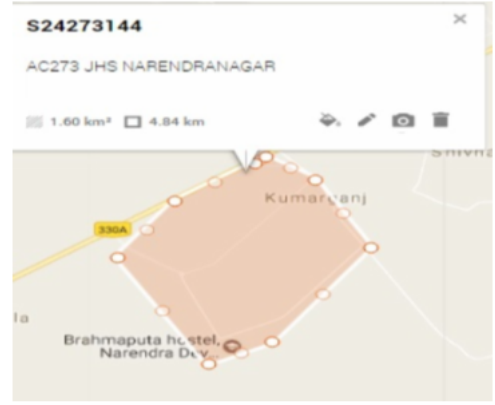 S24273144
AC273 JHS NARENDRANAGAR
1.60 km² 4.84 km
Kumarganj
330A
la
Brahmaputa hostel,
Narendra Dev...